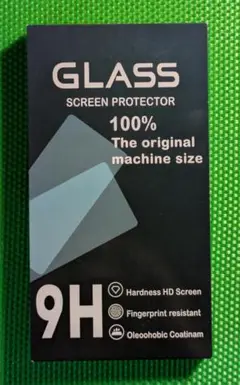 GLASS
SCREEN PROTECTOR
100%
The original
machine size
9H
Hardness HD Screen
Fingerprint resistant
Oleoohobic Coatinam